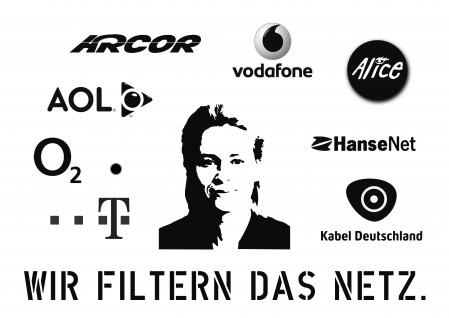 ARCOR
vodafone
Alice
AOL
O2
HanseNet
T
Kabel Deutschland
WIR FILTERN DAS NETZ.